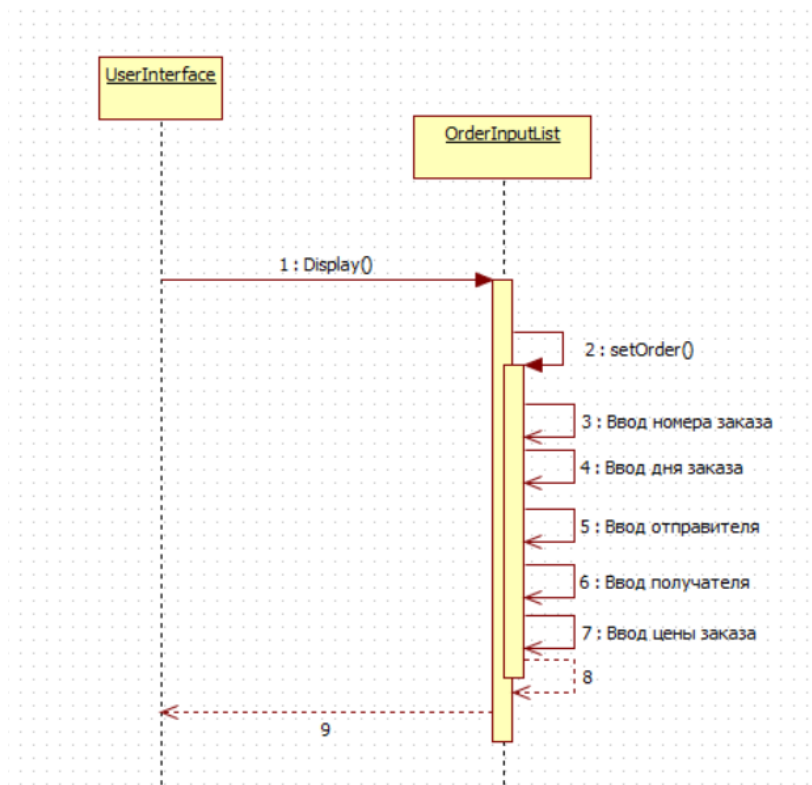 UserInterface
OrderInputList
1 : Display()
2 : setOrder()
3 : Ввод номера заказа
4 : Ввод дня заказа
5 : Ввод отправителя
6 : Ввод получателя
7 : Ввод цены заказа
8
9